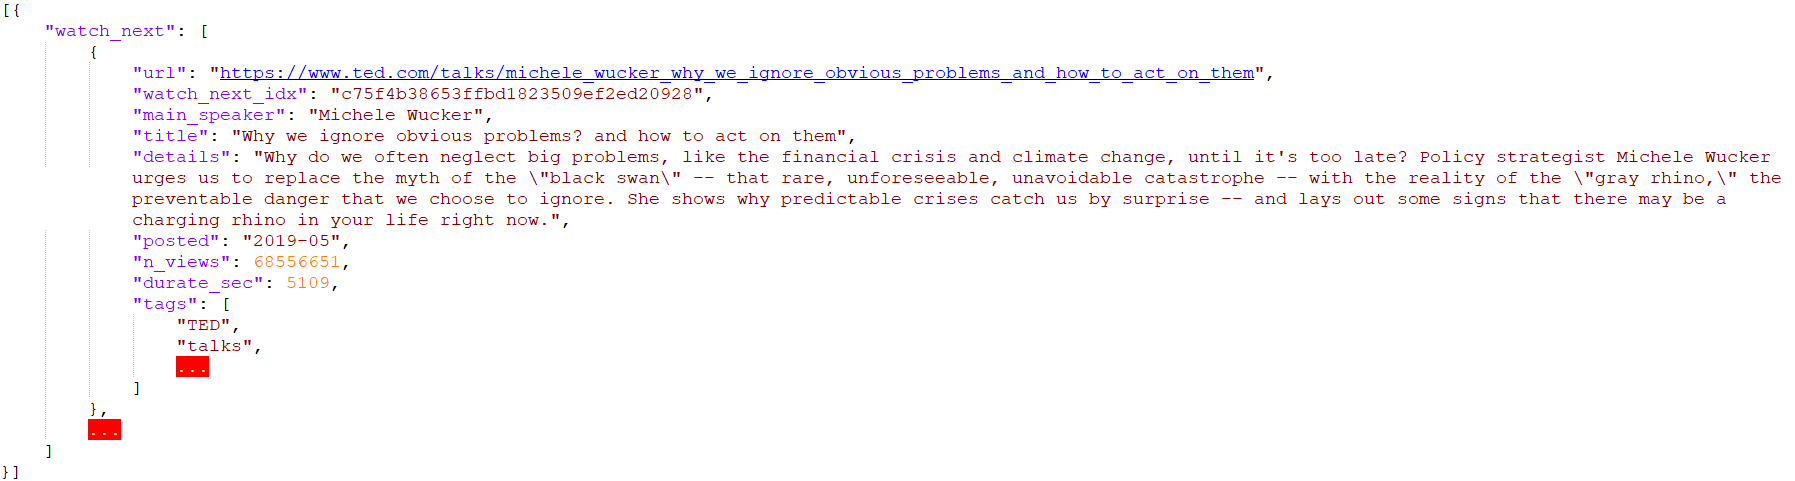 [{
"watch_next": [
{
"url": "https://www.ted.com/talks/michele_wucker_why_we_ignore_obvious_problems_and_how_to_act_on_them",
"watch_next_idx": "c75f4b38653ffbd1823509ef2ed20928",
"main_speaker": "Michele Wucker",
"title": "Why we ignore obvious problems? and how to act on them",
"details": "Why do we often neglect big problems, like the financial crisis and climate change, until it's too late? Policy strategist Michele Wucker
urges us to replace the myth of the \"black swan\" -- that rare, unforeseeable, unavoidable catastrophe -- with the reality of the \"gray rhino,\" the
preventable danger that we choose to ignore. She shows why predictable crises catch us by surprise -- and lays out some signs that there may be a
charging rhino in your life right now.",
"posted": "2019-05",
"n_views": 68556651,
"durate_sec": 5109,
"tags": [
"TED",
"talks",
...
]
},
...
]
}]